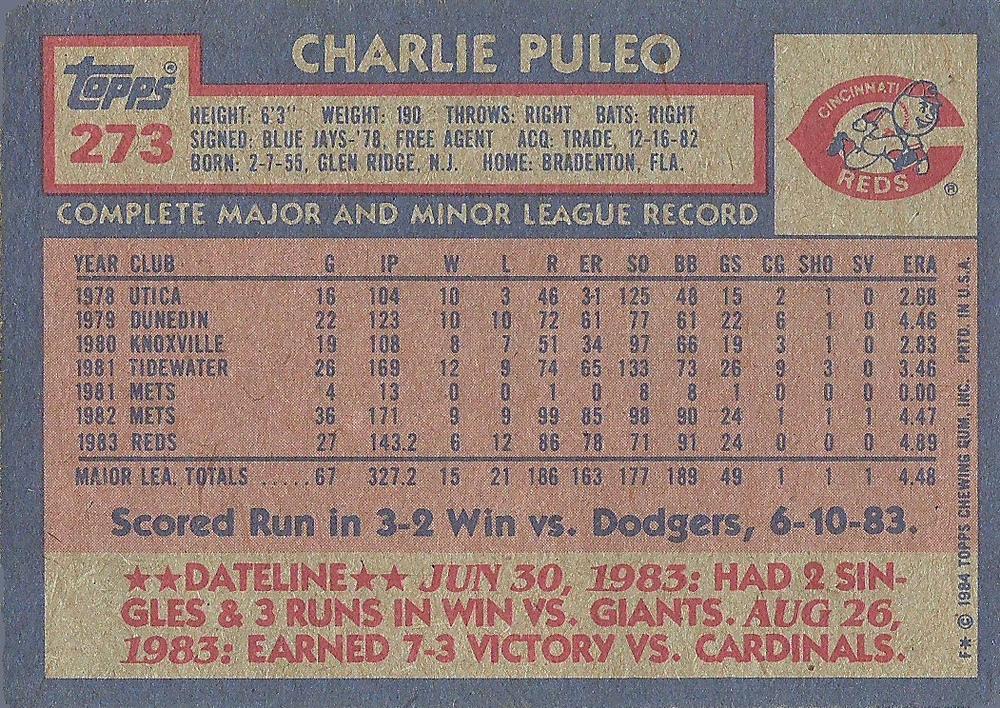 CHARLIE PULEO
Topps®
273
HEIGHT: 6'3" WEIGHT: 190 THROWS: RIGHT BATS: RIGHT
SIGNED: BLUE JAYS-'78, FREE AGENT ACQ: TRADE, 12-16-82
BORN: 2-7-55, GLEN RIDGE, N.J. HOME: BRADENTON, FLA.
CINCINNATI
REDS
®
COMPLETE MAJOR AND MINOR LEAGUE RECORD
YEAR CLUB G IP W L R ER SO BB GS CG SHO SV ERA
1978 UTICA 16 104 10 3 46 31 125 48 15 2 1 0 2.68
1979 DUNEDIN 22 123 10 10 72 61 77 61 22 6 1 0 4.46
1980 KNOXVILLE 19 108 8 7 51 34 97 66 19 3 1 0 2.83
1981 TIDEWATER 26 169 12 9 74 65 133 73 26 9 3 0 3.46
1981 METS 4 13 0 0 1 0 8 8 1 0 0 0 0.00
1982 METS 36 171 9 9 99 85 98 90 24 1 1 1 4.47
1983 REDS 27 143.2 6 12 86 78 71 91 24 0 0 0 4.89
MAJOR LEA. TOTALS .....67 327.2 15 21 186 163 177 189 49 1 1 1 4.48
Scored Run in 3-2 Win vs. Dodgers, 6-10-83.
★★DATELINE★★ JUN 30, 1983: HAD 2 SIN-
GLES & 3 RUNS IN WIN VS. GIANTS. AUG 26,
1983: EARNED 7-3 VICTORY VS. CARDINALS.
F* © 1984 TOPPS CHEWING GUM, INC. PRTD. IN U.S.A.